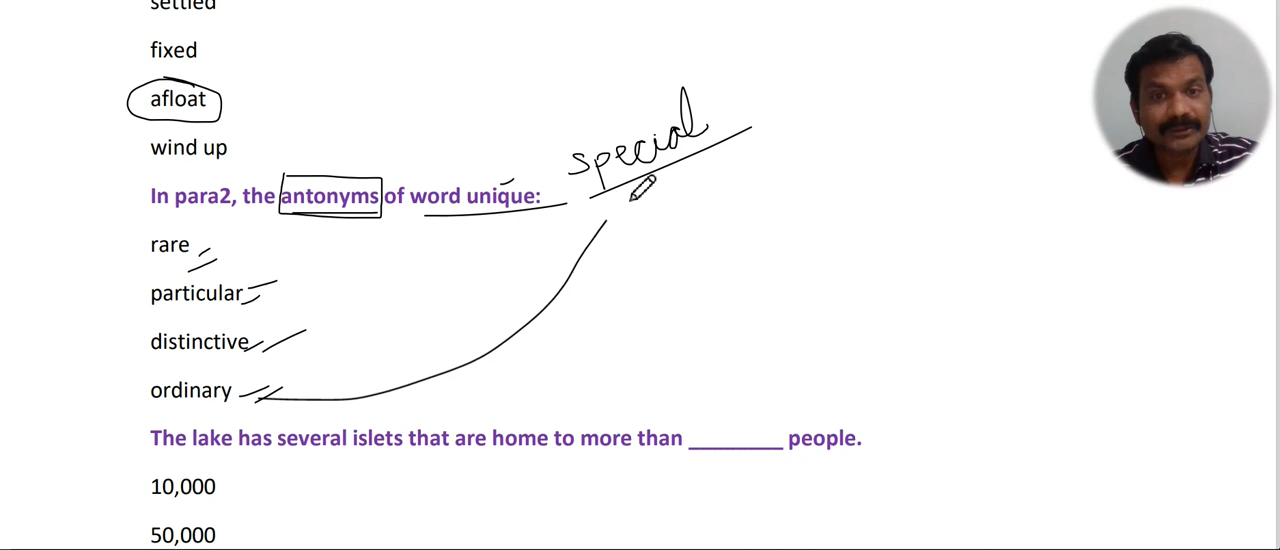 settled
fixed
afloat
wind up
special
In para2, the antonyms of word unique:
rare
particular
distinctive
ordinary
The lake has several islets that are home to more than ________ people.
10,000
50,000